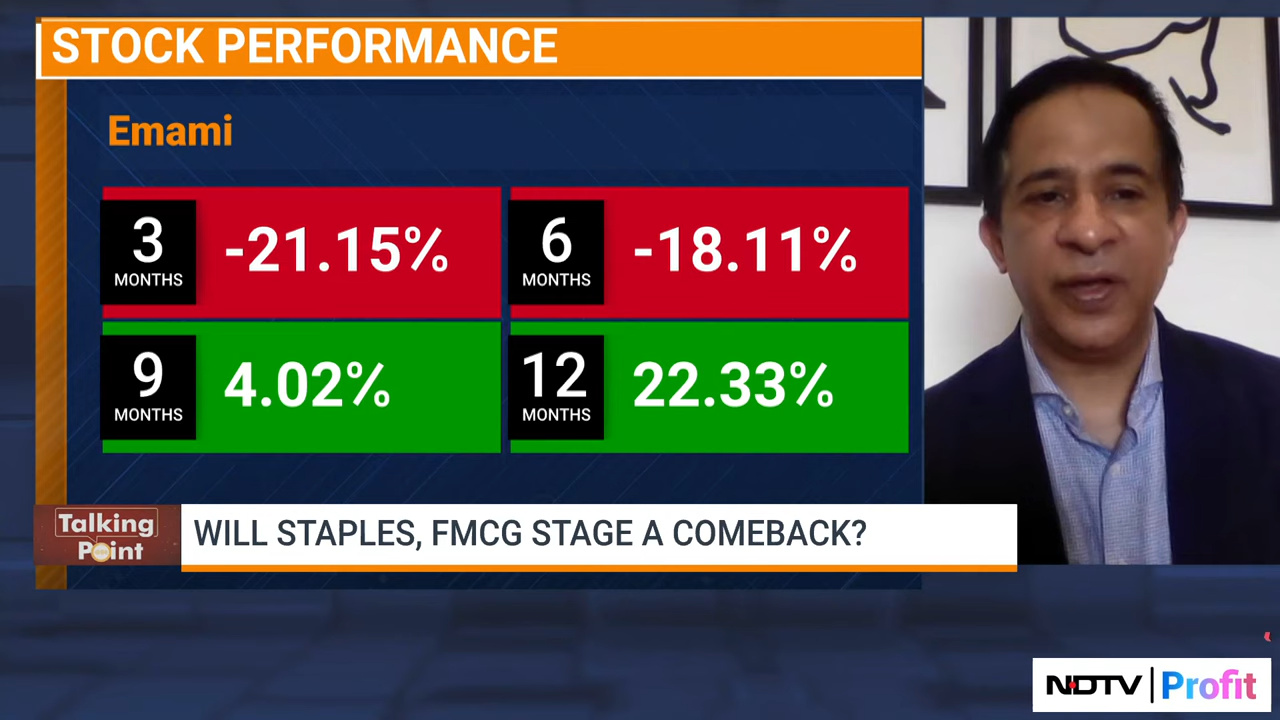 STOCK PERFORMANCE
Emami
3 MONTHS -21.15%
6 MONTHS -18.11%
9 MONTHS 4.02%
12 MONTHS 22.33%
Talking Point
WILL STAPLES, FMCG STAGE A COMEBACK?
NDTV Profit